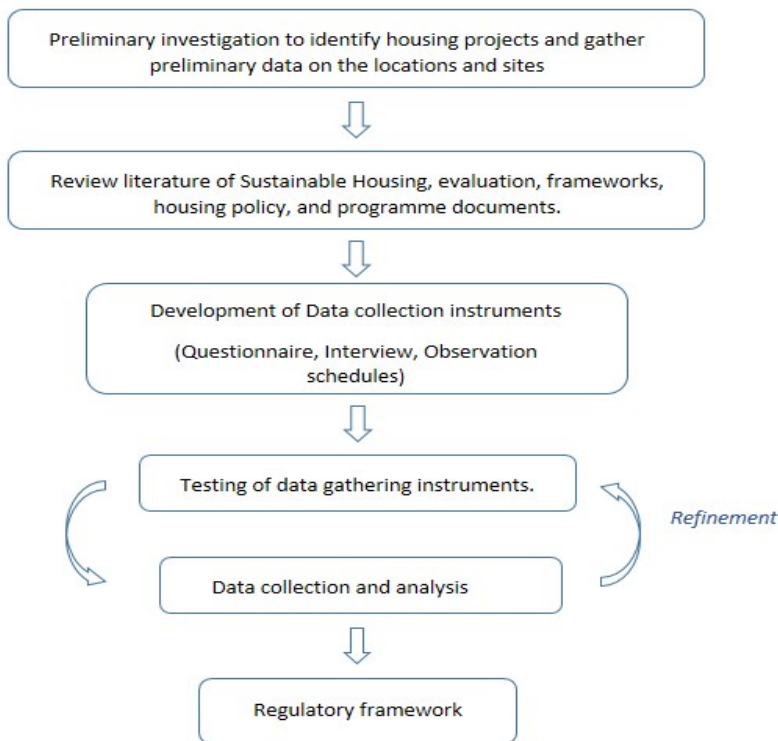 Preliminary investigation to identify housing projects and gather
preliminary data on the locations and sites
Review literature of Sustainable Housing, evaluation, frameworks,
housing policy, and programme documents.
Development of Data collection instruments
(Questionnaire, Interview, Observation
schedules)
Testing of data gathering instruments.
Refinement
Data collection and analysis
Regulatory framework